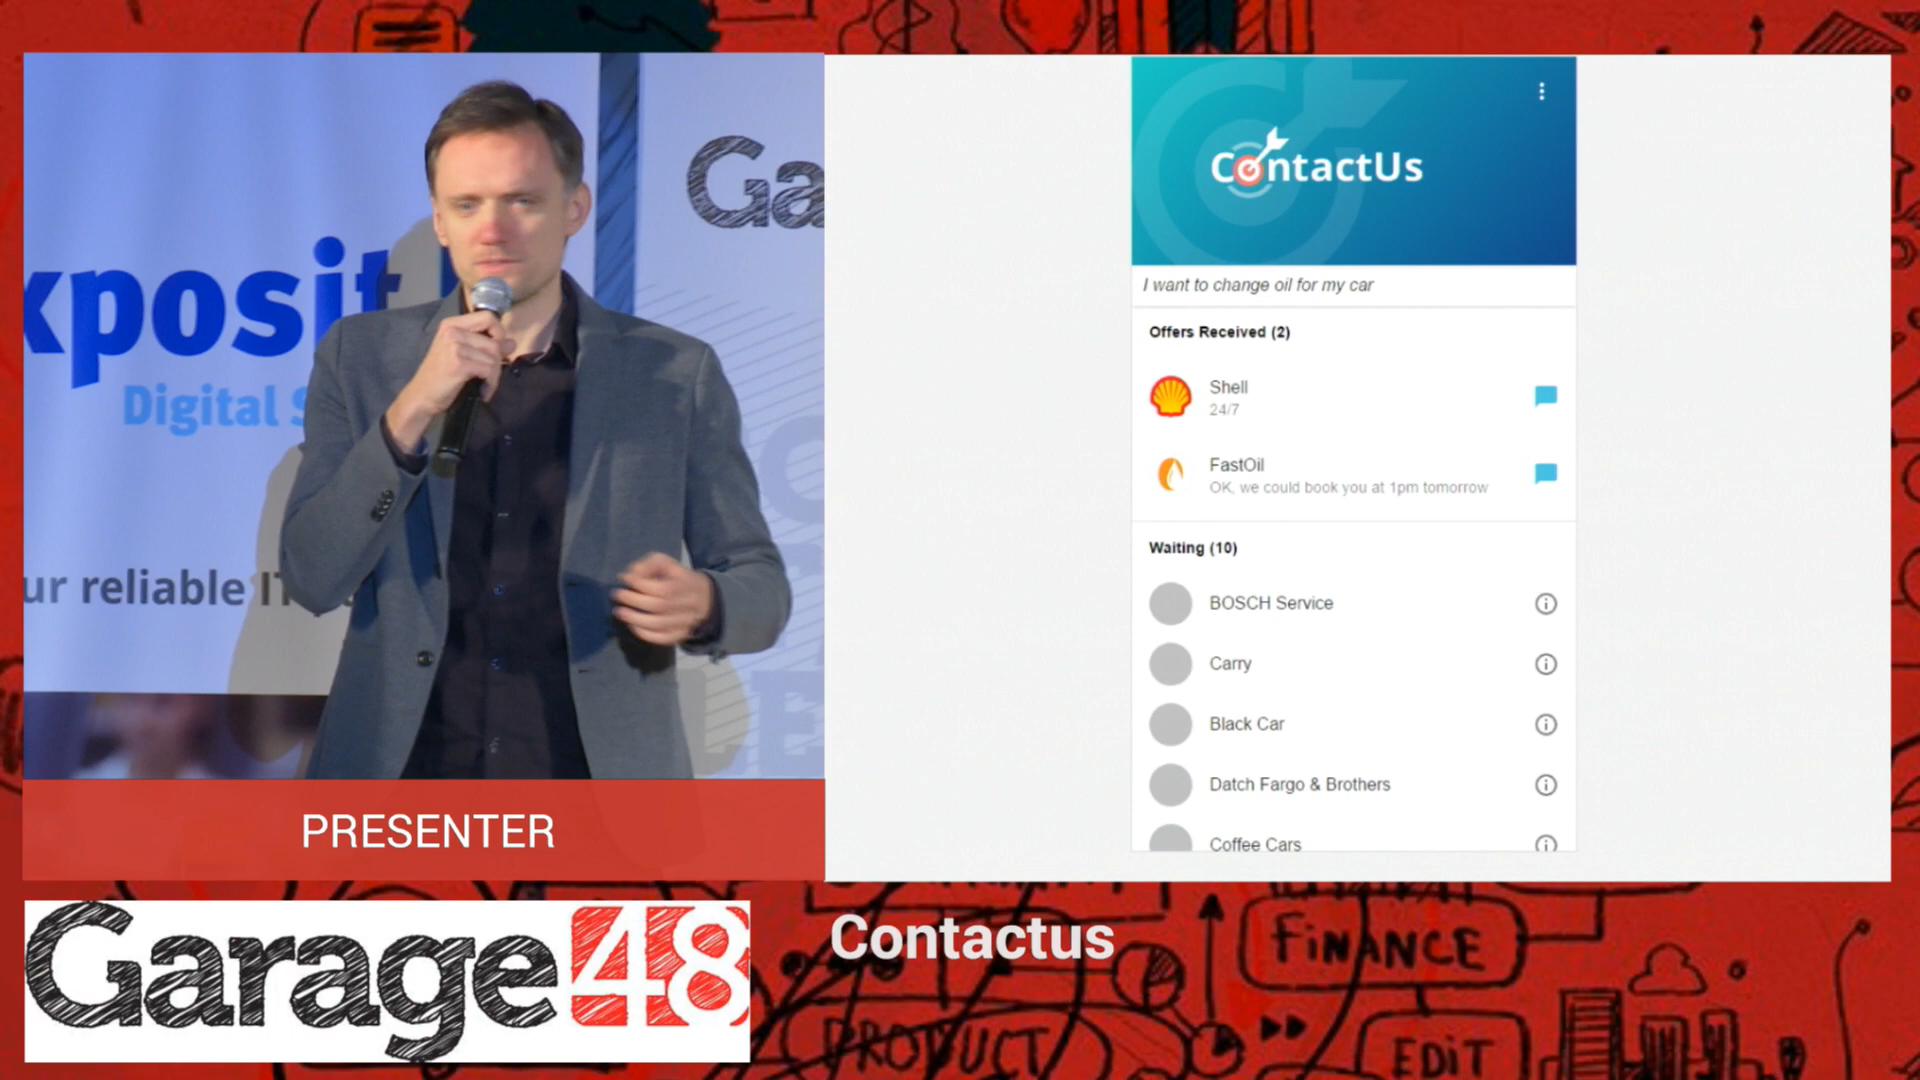 xposit
Digital S
ur reliable IT
Ga
PRESENTER
ContactUs
I want to change oil for my car
Offers Received (2)
Shell
24/7
FastOil
OK, we could book you at 1pm tomorrow
Waiting (10)
BOSCH Service
Carry
Black Car
Datch Fargo & Brothers
Coffee Cars
Garage48
Contactus
FiNANCE
PRODUCT
EDiT